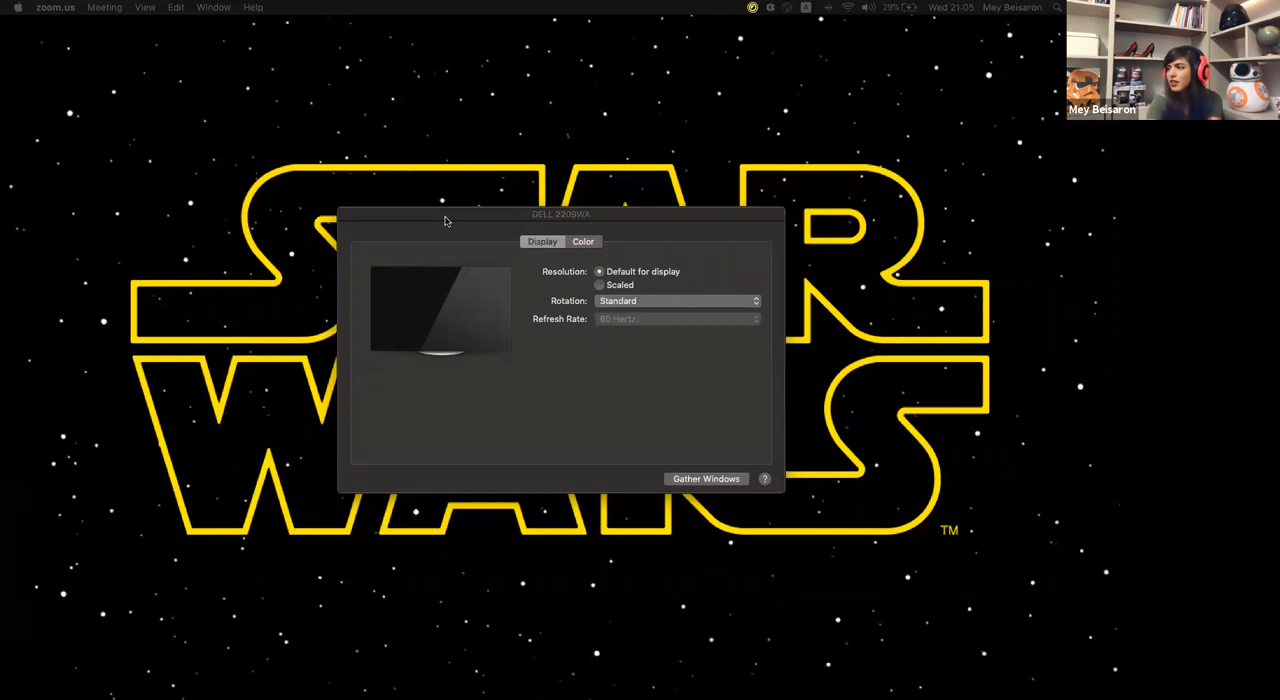 zoom.us Meeting View Edit Window Help
A 29% Wed 21:05 Mey Beisaron
Mey Beisaron
STAR
WARS
TM
DELL 2209WA
Display Color
Resolution: Default for display
Scaled
Rotation: Standard
Refresh Rate: 60 Hertz
Gather Windows ?